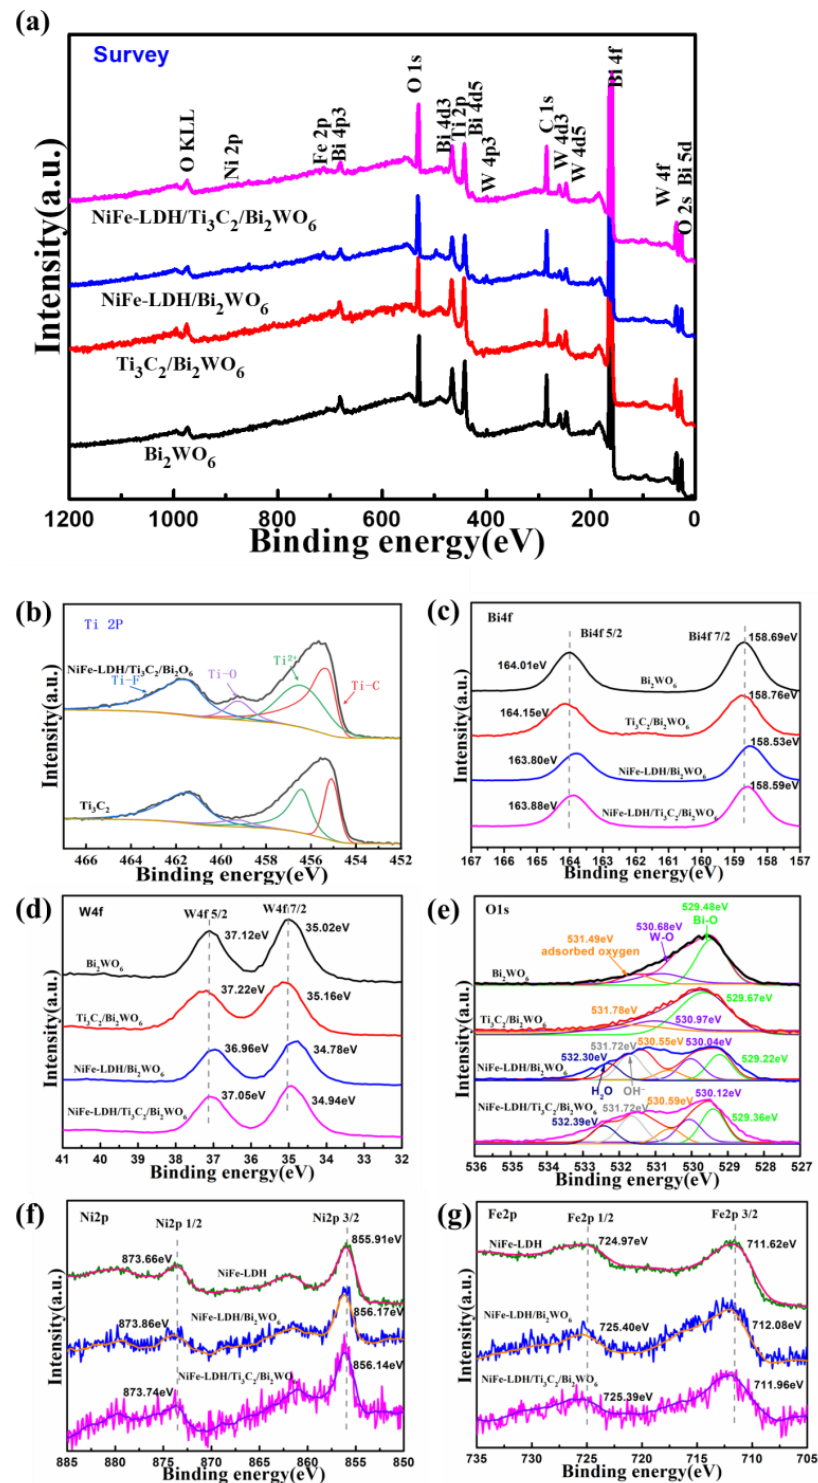 (a)
Survey
O KLL
Ni 2p
Fe 2p
Bi 4p3
O 1s
Bi 4d3
Ti 2p
Bi 4d5
W 4p3
C 1s
W 4d3
W 4d5
Bi 4f
W 4f
O 2s
Bi 5d
NiFe-LDH/Ti3C2/Bi2WO6
NiFe-LDH/Bi2WO6
Ti3C2/Bi2WO6
Bi2WO6
Intensity(a.u.)
1200 1000 800 600 400 200 0
Binding energy(eV)
(b)
Ti 2P
NiFe-LDH/Ti3C2/Bi2O6
Ti-F
Ti-O
Ti2+
Ti-C
Ti3C2
Intensity(a.u.)
466 464 462 460 458 456 454 452
Binding energy(eV)
(c)
Bi4f
Bi4f 5/2
Bi4f 7/2
158.69eV
164.01eV
Bi2WO6
158.76eV
164.15eV
Ti3C2/Bi2WO6
158.53eV
163.80eV
NiFe-LDH/Bi2WO6
158.59eV
163.88eV
NiFe-LDH/Ti3C2/Bi2WO6
Intensity(a.u.)
167 166 165 164 163 162 161 160 159 158 157
Binding energy(eV)
(d)
W4f
W4f 5/2
W4f 7/2
37.12eV
35.02eV
Bi2WO6
37.22eV
35.16eV
Ti3C2/Bi2WO6
36.96eV
34.78eV
NiFe-LDH/Bi2WO6
37.05eV
34.94eV
NiFe-LDH/Ti3C2/Bi2WO6
Intensity(a.u.)
41 40 39 38 37 36 35 34 33 32
Binding energy(eV)
(e)
O1s
529.48eV
Bi-O
530.68eV
W-O
531.49eV
adsorbed oxygen
Bi2WO6
529.67eV
531.78eV
530.97eV
Ti3C2/Bi2WO6
531.72eV
530.55eV
530.04eV
NiFe-LDH/Bi2WO6
532.30eV
529.22eV
H2O
OH−
530.12eV
530.59eV
NiFe-LDH/Ti3C2/Bi2WO6
531.72eV
532.39eV
529.36eV
Intensity(a.u.)
536 535 534 533 532 531 530 529 528 527
Binding energy(eV)
(f)
Ni2p
Ni2p 1/2
Ni2p 3/2
855.91eV
873.66eV
NiFe-LDH
856.17eV
873.86eV
NiFe-LDH/Bi2WO6
856.14eV
NiFe-LDH/Ti3C2/Bi2WO
873.74eV
Intensity(a.u.)
885 880 875 870 865 860 855 850
Binding energy(eV)
(g)
Fe2p
Fe2p 1/2
Fe2p 3/2
NiFe-LDH
724.97eV
711.62eV
NiFe-LDH/Bi2WO6
725.40eV
712.08eV
NiFe-LDH/Ti3C2/Bi2WO6
725.39eV
711.96eV
Intensity(a.u.)
735 730 725 720 715 710 705
Binding energy(eV)